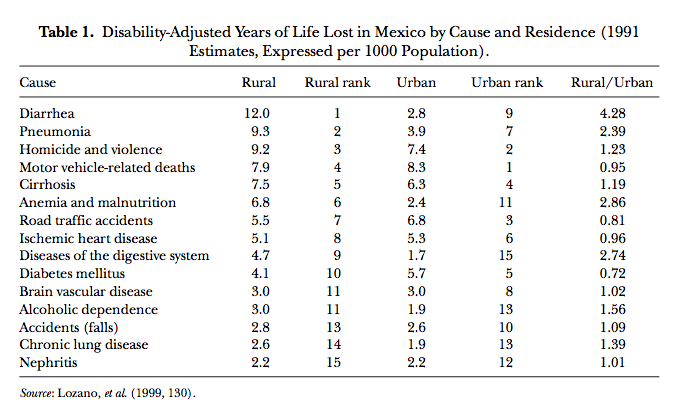 Table 1. Disability-Adjusted Years of Life Lost in Mexico by Cause and Residence (1991
Estimates, Expressed per 1000 Population).
Cause Rural Rural rank Urban Urban rank Rural/Urban
Diarrhea 12.0 1 2.8 9 4.28
Pneumonia 9.3 2 3.9 7 2.39
Homicide and violence 9.2 3 7.4 2 1.23
Motor vehicle-related deaths 7.9 4 8.3 1 0.95
Cirrhosis 7.5 5 6.3 4 1.19
Anemia and malnutrition 6.8 6 2.4 11 2.86
Road traffic accidents 5.5 7 6.8 3 0.81
Ischemic heart disease 5.1 8 5.3 6 0.96
Diseases of the digestive system 4.7 9 1.7 15 2.74
Diabetes mellitus 4.1 10 5.7 5 0.72
Brain vascular disease 3.0 11 3.0 8 1.02
Alcoholic dependence 3.0 11 1.9 13 1.56
Accidents (falls) 2.8 13 2.6 10 1.09
Chronic lung disease 2.6 14 1.9 13 1.39
Nephritis 2.2 15 2.2 12 1.01
Source: Lozano, et al. (1999, 130).